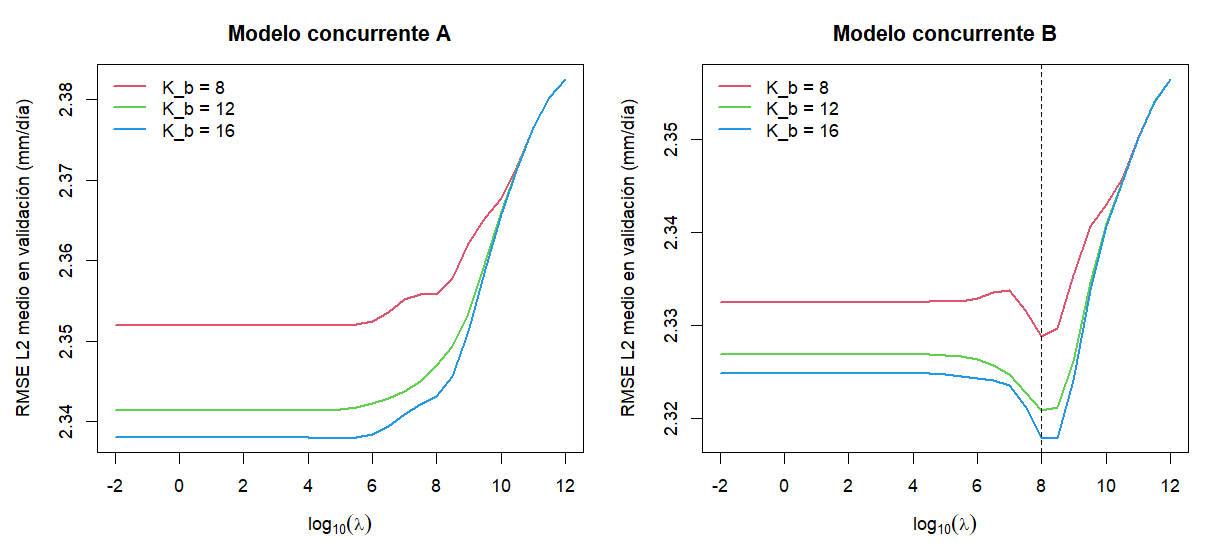 Modelo concurrente A
RMSE L2 medio en validación (mm/día)
2.38
2.37
2.36
2.35
2.34
K_b = 8
K_b = 12
K_b = 16
-2 0 2 4 6 8 10 12
log₁₀(λ)
Modelo concurrente B
RMSE L2 medio en validación (mm/día)
2.35
2.34
2.33
2.32
K_b = 8
K_b = 12
K_b = 16
-2 0 2 4 6 8 10 12
log₁₀(λ)